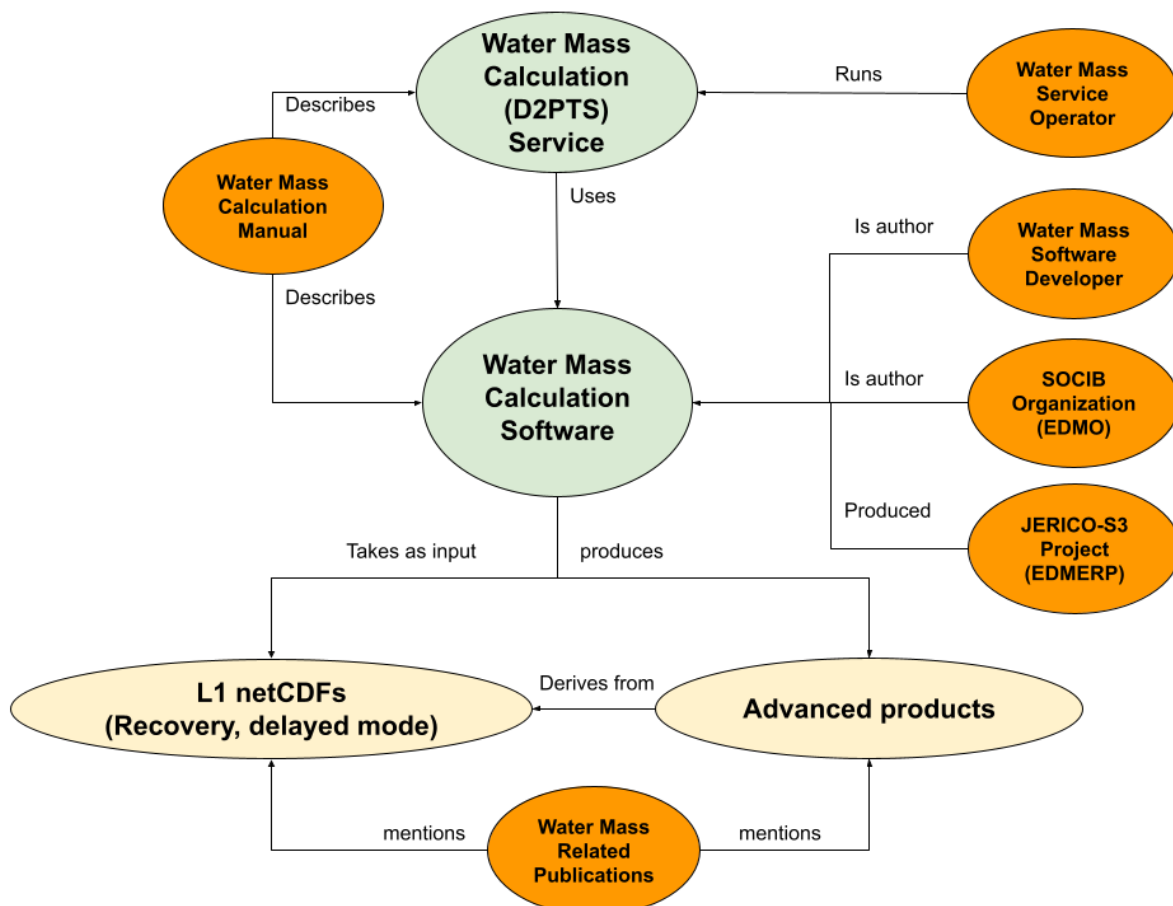 Water Mass
Calculation
(D2PTS)
Service
Runs
Water Mass
Service
Operator
Describes
Water Mass
Calculation
Manual
Uses
Is author
Water Mass
Software
Developer
Describes
Water Mass
Calculation
Software
Is author
SOCIB
Organization
(EDMO)
Produced
JERICO-S3
Project
(EDMERP)
Takes as input
produces
L1 netCDFs
(Recovery, delayed mode)
Derives from
Advanced products
mentions
Water Mass
Related
Publications
mentions